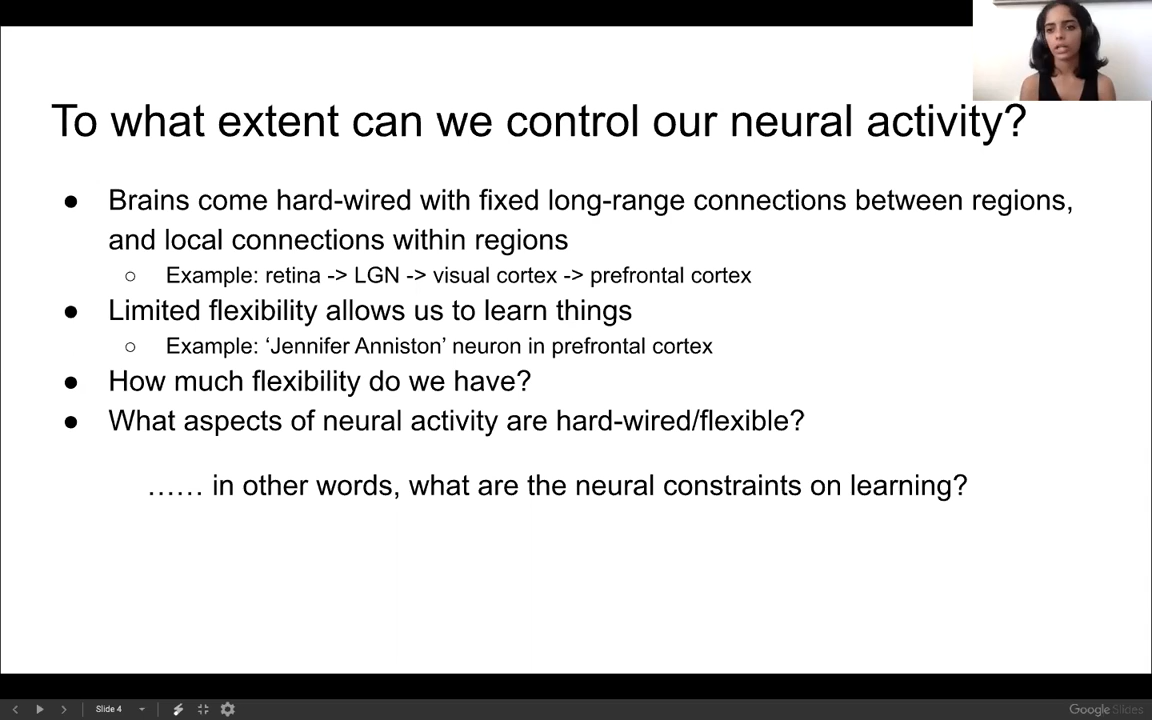 To what extent can we control our neural activity?
● Brains come hard-wired with fixed long-range connections between regions,
and local connections within regions
○ Example: retina -> LGN -> visual cortex -> prefrontal cortex
● Limited flexibility allows us to learn things
○ Example: ‘Jennifer Anniston’ neuron in prefrontal cortex
● How much flexibility do we have?
● What aspects of neural activity are hard-wired/flexible?
…… in other words, what are the neural constraints on learning?
Slide 4
Google Slides